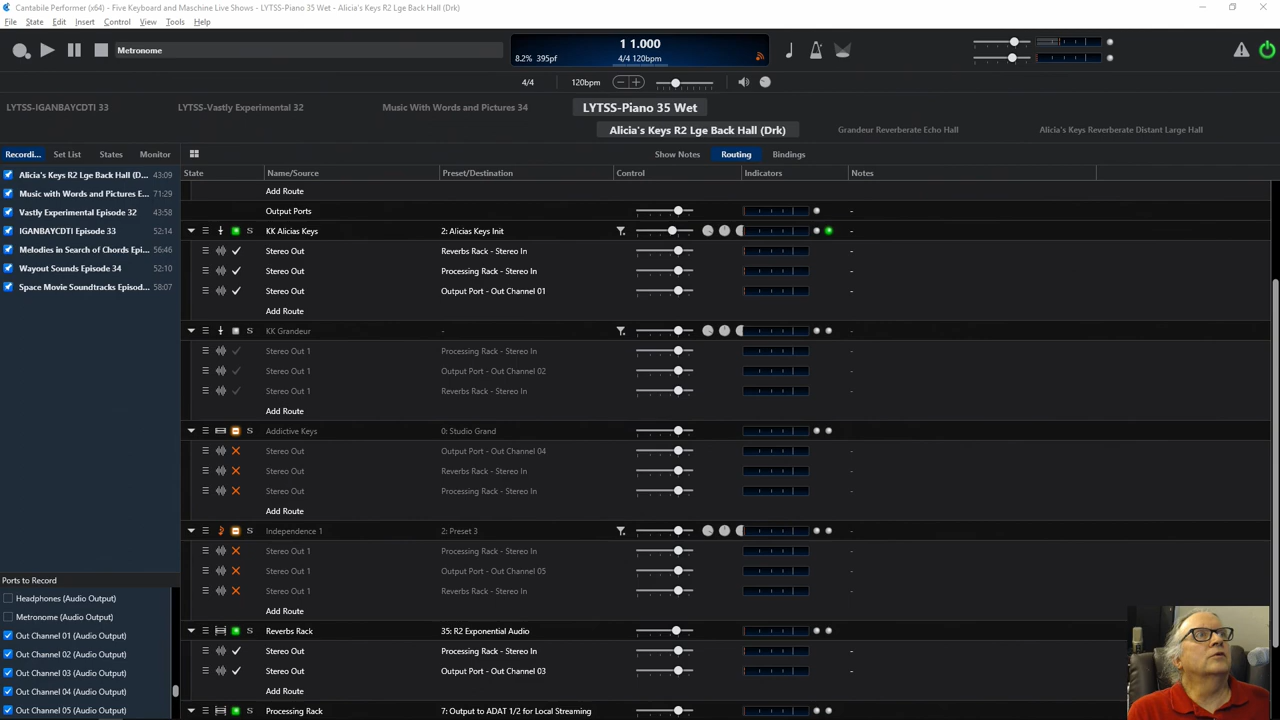 Cantabile Performer (x64) - Five Keyboard and Maschine Live Shows - LYTSS-Piano 35 Wet - Alicia's Keys R2 Lge Back Hall (Drk)
File State Edit Insert Control View Tools Help
Metronome
1 1.000
8.2% 395pf 4/4 120bpm
4/4 120bpm
LYTSS-IGANBAYCDTI 33 LYTSS-Vastly Experimental 32 Music With Words and Pictures 34 LYTSS-Piano 35 Wet
Alicia's Keys R2 Lge Back Hall (Drk) Grandeur Reverberate Echo Hall Alicia's Keys Reverberate Distant Large Hall
Recordi... Set List States Monitor
Show Notes Routing Bindings
Alicia's Keys R2 Lge Back Hall (D... 43:09
Music with Words and Pictures E... 71:29
Vastly Experimental Episode 32 43:58
IGANBAYCDTI Episode 33 52:14
Melodies in Search of Chords Epi... 56:46
Wayout Sounds Episode 34 52:10
Space Movie Soundtracks Episod... 58:07
Ports to Record
Headphones (Audio Output)
Metronome (Audio Output)
Out Channel 01 (Audio Output)
Out Channel 02 (Audio Output)
Out Channel 03 (Audio Output)
Out Channel 04 (Audio Output)
Out Channel 05 (Audio Output)
State Name/Source Preset/Destination Control Indicators Notes
Add Route
Output Ports -
S KK Alicias Keys 2: Alicias Keys Init -
Stereo Out Reverbs Rack - Stereo In -
Stereo Out Processing Rack - Stereo In -
Stereo Out Output Port - Out Channel 01 -
Add Route
S KK Grandeur - -
Stereo Out 1 Processing Rack - Stereo In -
Stereo Out 1 Output Port - Out Channel 02 -
Stereo Out 1 Reverbs Rack - Stereo In -
Add Route
S Addictive Keys 0: Studio Grand -
Stereo Out Output Port - Out Channel 04 -
Stereo Out Reverbs Rack - Stereo In -
Stereo Out Processing Rack - Stereo In -
Add Route
S Independence 1 2: Preset 3 -
Stereo Out 1 Processing Rack - Stereo In -
Stereo Out 1 Output Port - Out Channel 05 -
Stereo Out 1 Reverbs Rack - Stereo In -
Add Route
S Reverbs Rack 35: R2 Exponential Audio -
Stereo Out Processing Rack - Stereo In -
Stereo Out Output Port - Out Channel 03 -
Add Route
S Processing Rack 7: Output to ADAT 1/2 for Local Streaming -